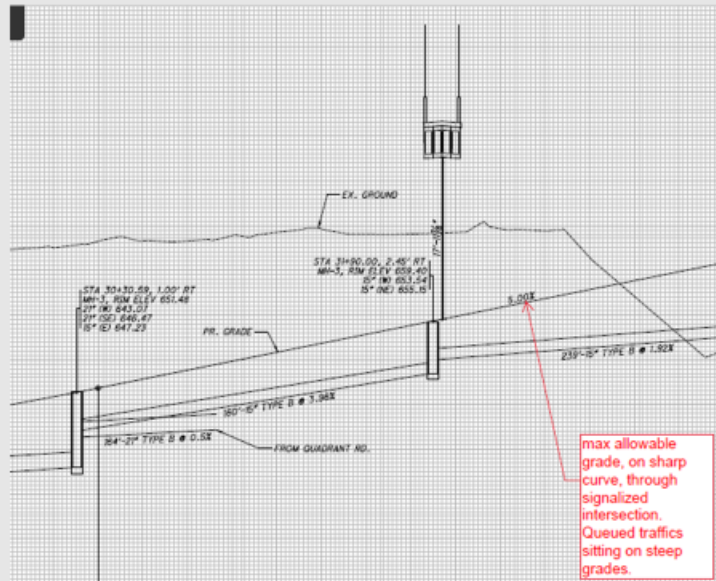 EX. GROUND
17'-11⅞"
STA 31+90.00, 2.45' RT
MH-3, RIM ELEV 659.40
15" (W) 653.54
15" (NE) 655.15
STA 30+30.59, 1.00' RT
MH-3, RIM ELEV 651.48
21" (W) 643.07
21" (SE) 646.47
15" (E) 647.23
5.00%
PR. GRADE
239'-15" TYPE B @ 1.92%
160'-15" TYPE B @ 3.96%
164'-21" TYPE B @ 0.5%
FROM QUADRANT RD.
max allowable
grade, on sharp
curve, through
signalized
intersection.
Queued traffics
sitting on steep
grades.